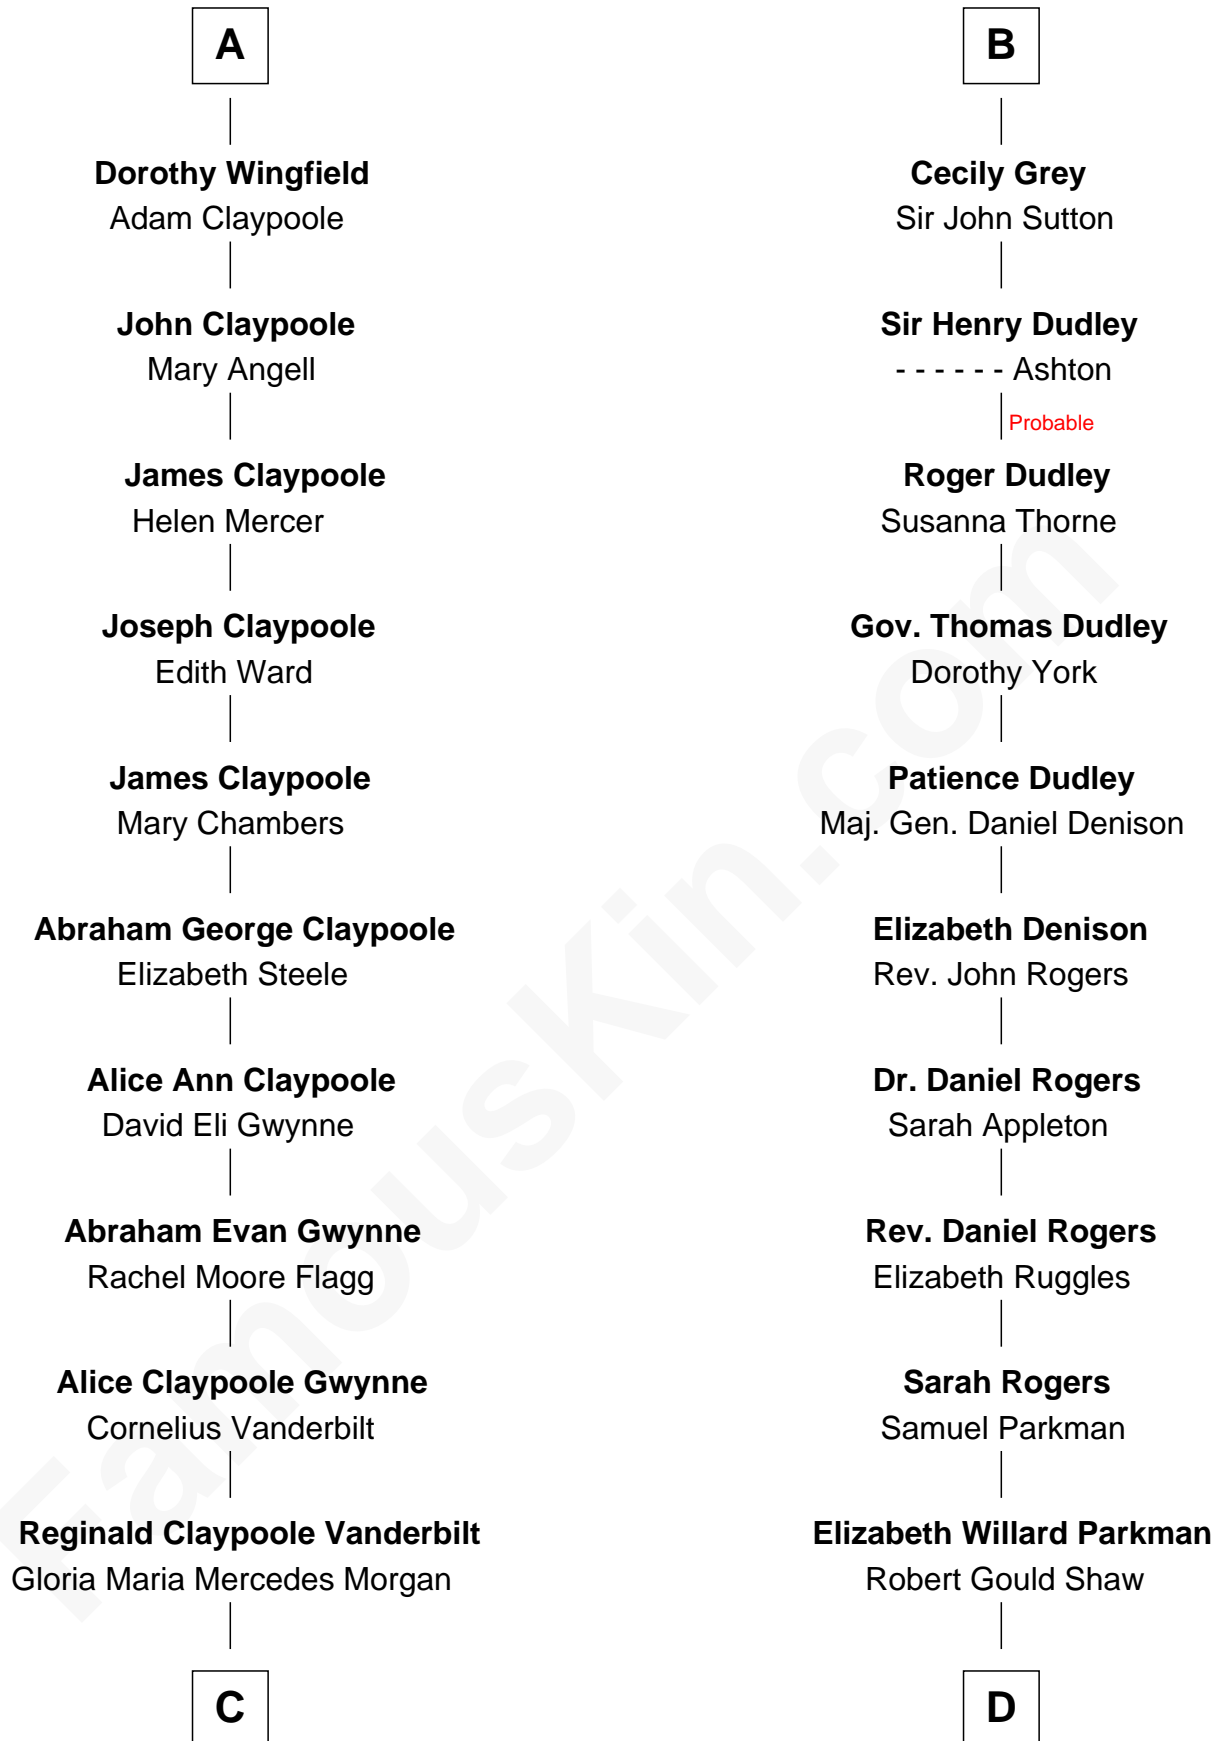 A
Dorothy Wingfield
Adam Claypoole
John Claypoole
Mary Angell
James Claypoole
Helen Mercer
Joseph Claypoole
Edith Ward
James Claypoole
Mary Chambers
Abraham George Claypoole
Elizabeth Steele
Alice Ann Claypoole
David Eli Gwynne
Abraham Evan Gwynne
Rachel Moore Flagg
Alice Claypoole Gwynne
Cornelius Vanderbilt
Reginald Claypoole Vanderbilt
Gloria Maria Mercedes Morgan
C
B
Cecily Grey
Sir John Sutton
Sir Henry Dudley
- - - - - - Ashton
Probable
Roger Dudley
Susanna Thorne
Gov. Thomas Dudley
Dorothy York
Patience Dudley
Maj. Gen. Daniel Denison
Elizabeth Denison
Rev. John Rogers
Dr. Daniel Rogers
Sarah Appleton
Rev. Daniel Rogers
Elizabeth Ruggles
Sarah Rogers
Samuel Parkman
Elizabeth Willard Parkman
Robert Gould Shaw
D
FamousKin.com